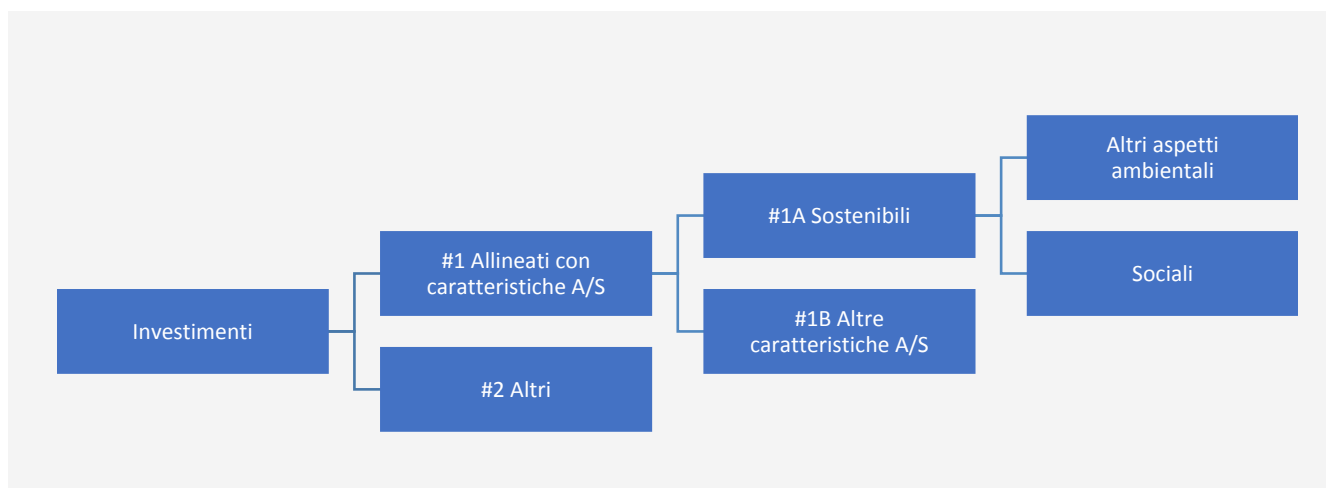 Investimenti
#1 Allineati con
caratteristiche A/S
#2 Altri
#1A Sostenibili
#1B Altre
caratteristiche A/S
Altri aspetti
ambientali
Sociali